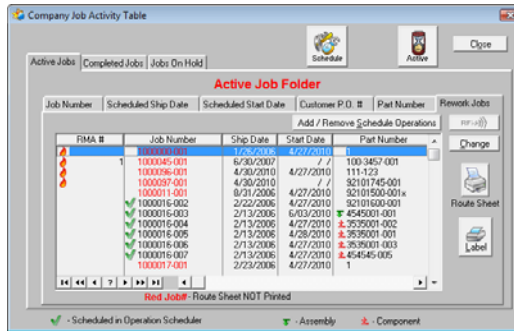 Company Job Activity Table
Schedule
Active
Close
Active Jobs Completed Jobs Jobs On Hold
Active Job Folder
Job Number Scheduled Ship Date Scheduled Start Date Customer P.O. # Part Number Rework Jobs
Add / Remove Schedule Operations
RMA # Job Number Ship Date Start Date Part Number
1000000-001 1/26/2006 4/27/2010 1
1 1000045-001 6/30/2007 / / 100-3457-001
1000096-001 4/30/2010 4/27/2010 111-123
1000097-001 4/30/2010 / / 92101745-001
1000011-001 8/31/2006 4/27/2010 92101500-001x
1000016-002 2/22/2006 4/27/2010 92101600-001
1000016-003 2/13/2006 6/03/2010 4545001-001
1000016-004 2/13/2006 4/27/2010 3535001-002
1000016-005 2/13/2006 4/28/2010 3535001-001
1000016-006 2/13/2006 4/27/2010 3535001-003
1000016-007 2/13/2006 4/27/2010 454545-005
1000017-001 2/23/2006 4/27/2010 1
RFID
Change
Route Sheet
Label
Red Job# - Route Sheet NOT Printed
- Scheduled in Operation Scheduler - Assembly - Component